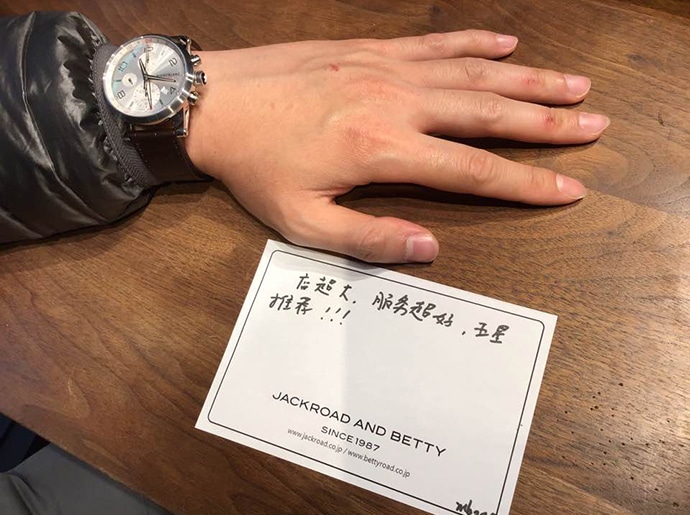 店超大，服务超好，五星
推荐！！！
JACKROAD AND BETTY
SINCE1987
www.jackroad.co.jp / www.bettyroad.co.jp